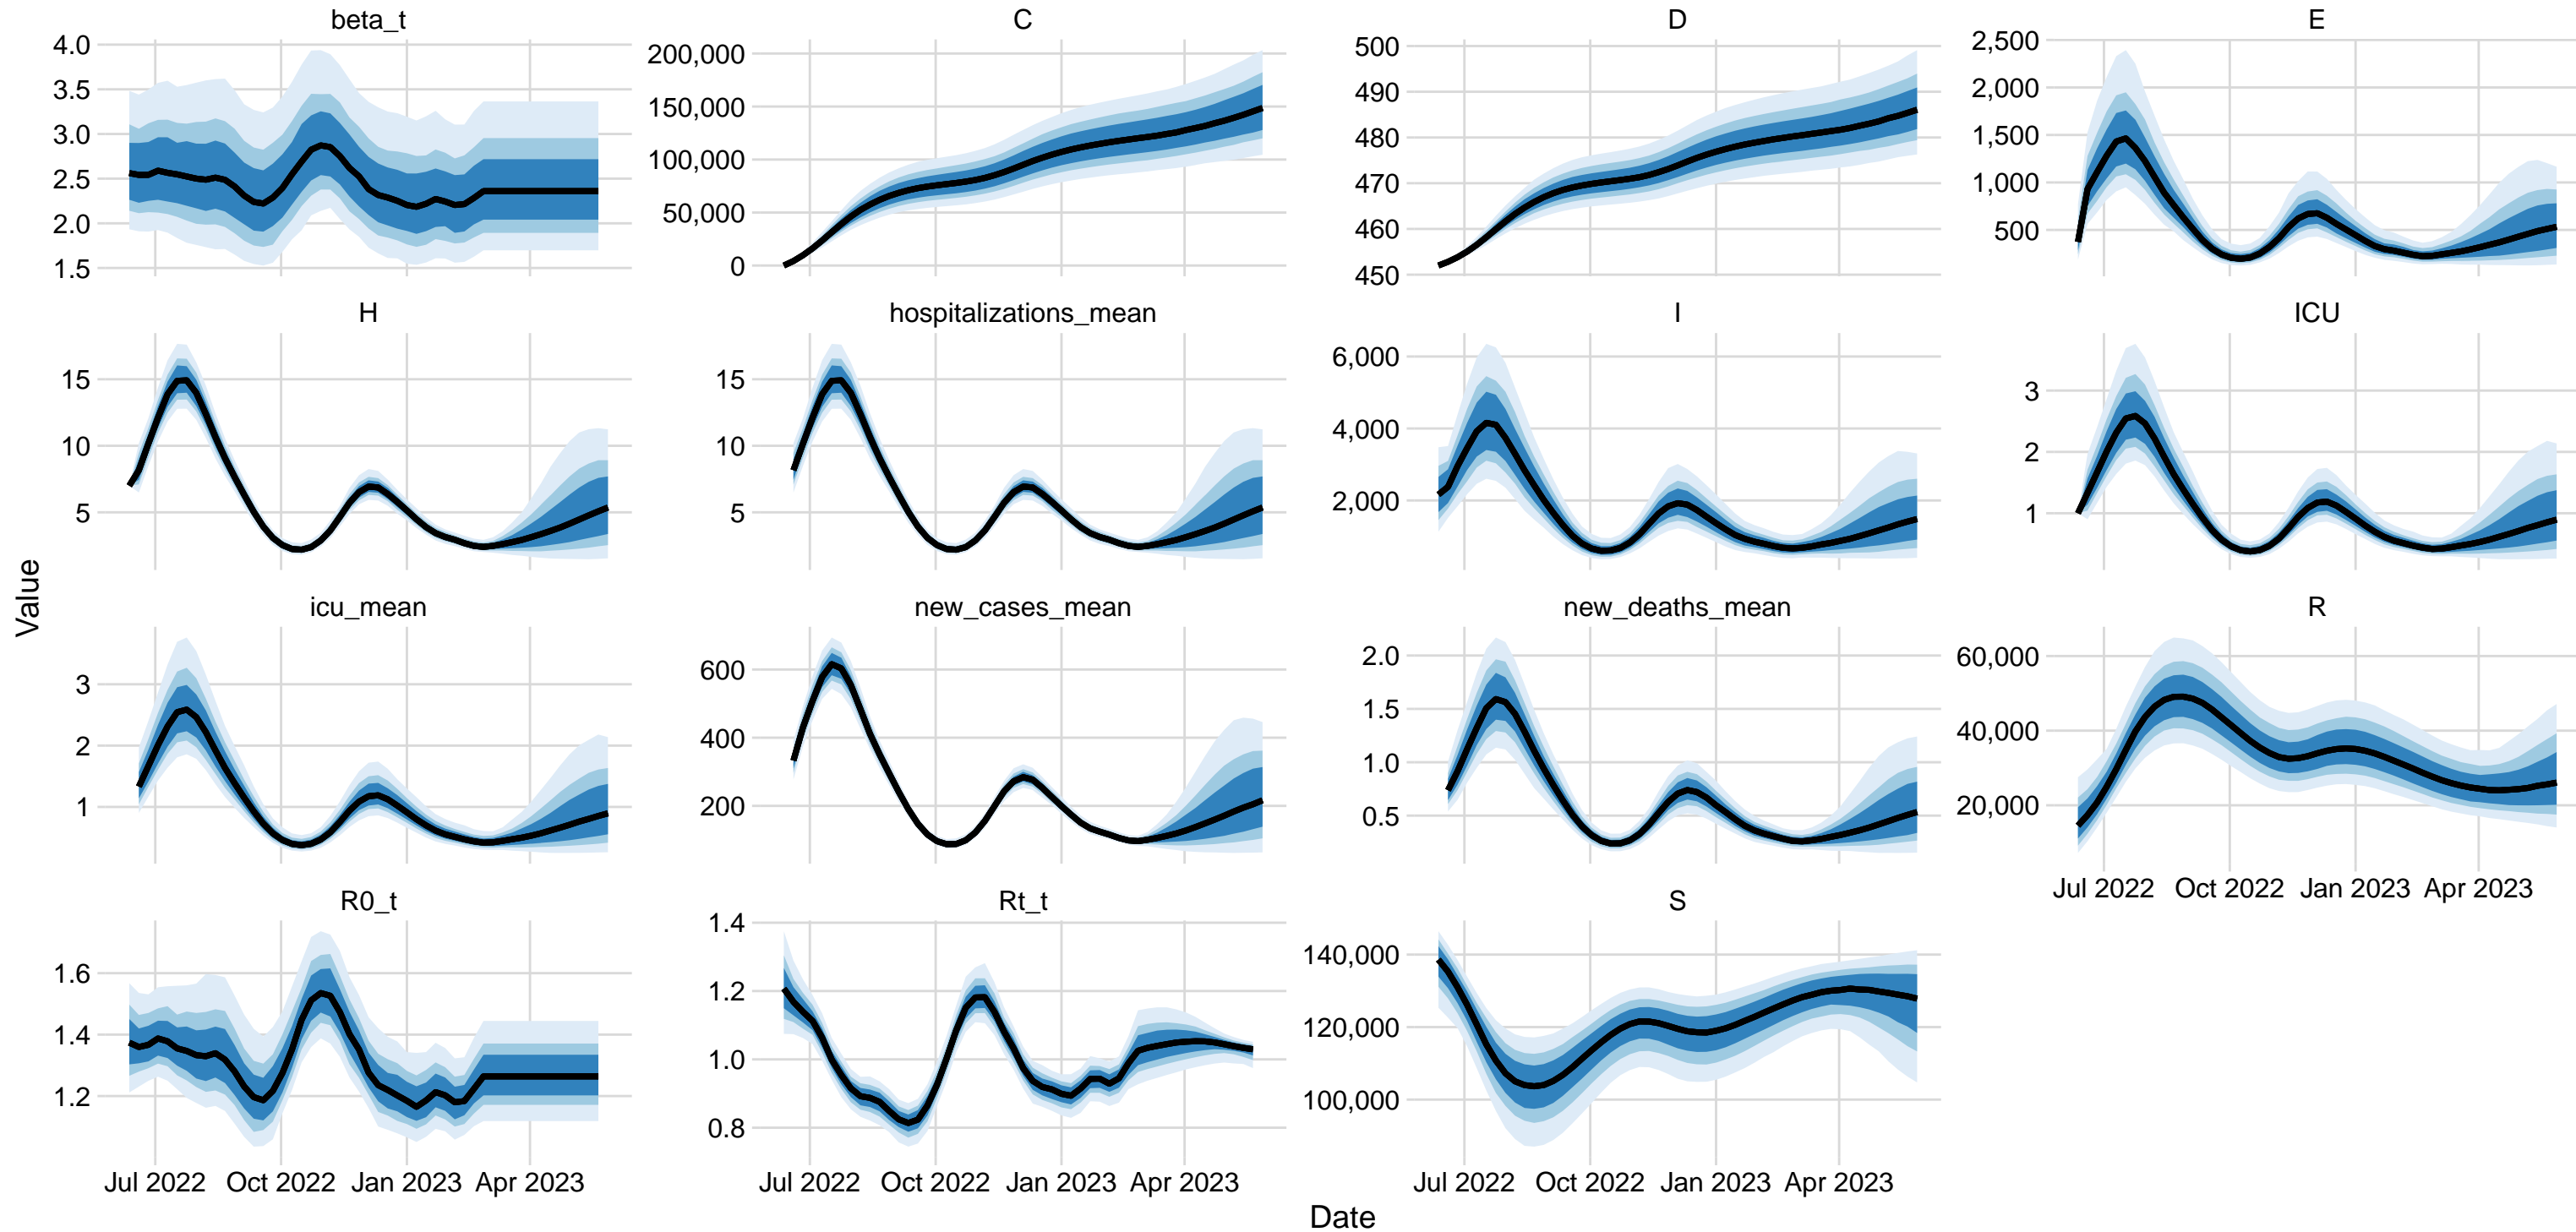 beta_t
C
D
E
4.0
3.5
3.0
2.5
2.0
1.5
200,000
150,000
100,000
50,000
0
500
490
480
470
460
450
2,500
2,000
1,500
1,000
500
H
hospitalizations_mean
I
ICU
15
10
5
15
10
5
6,000
4,000
2,000
3
2
1
Value
icu_mean
new_cases_mean
new_deaths_mean
R
3
2
1
600
400
200
2.0
1.5
1.0
0.5
60,000
40,000
20,000
Jul 2022 Oct 2022 Jan 2023 Apr 2023
R0_t
Rt_t
S
1.6
1.4
1.2
1.4
1.2
1.0
0.8
140,000
120,000
100,000
Jul 2022 Oct 2022 Jan 2023 Apr 2023
Jul 2022 Oct 2022 Jan 2023 Apr 2023
Jul 2022 Oct 2022 Jan 2023 Apr 2023
Date